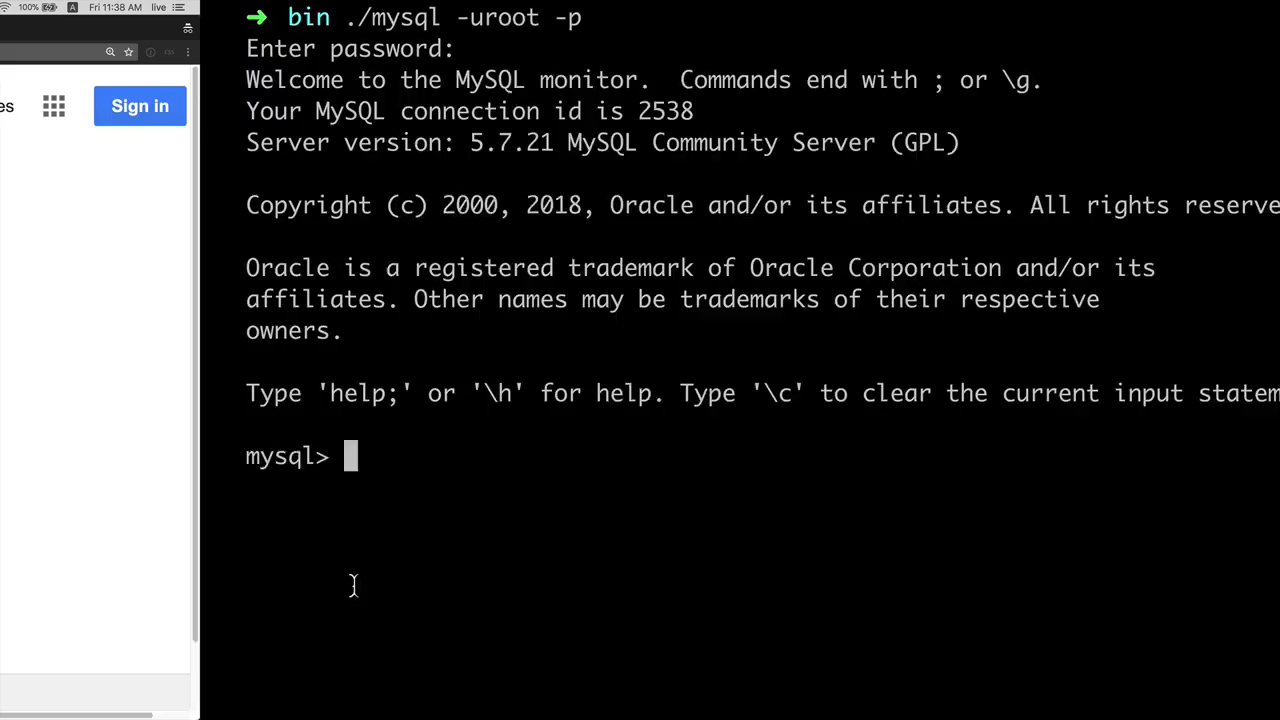 100% A Fri 11:38 AM live
es
Sign in
➜ bin ./mysql -uroot -p
Enter password:
Welcome to the MySQL monitor.  Commands end with ; or \g.
Your MySQL connection id is 2538
Server version: 5.7.21 MySQL Community Server (GPL)
Copyright (c) 2000, 2018, Oracle and/or its affiliates. All rights reserve
Oracle is a registered trademark of Oracle Corporation and/or its
affiliates. Other names may be trademarks of their respective
owners.
Type 'help;' or '\h' for help. Type '\c' to clear the current input statem
mysql>